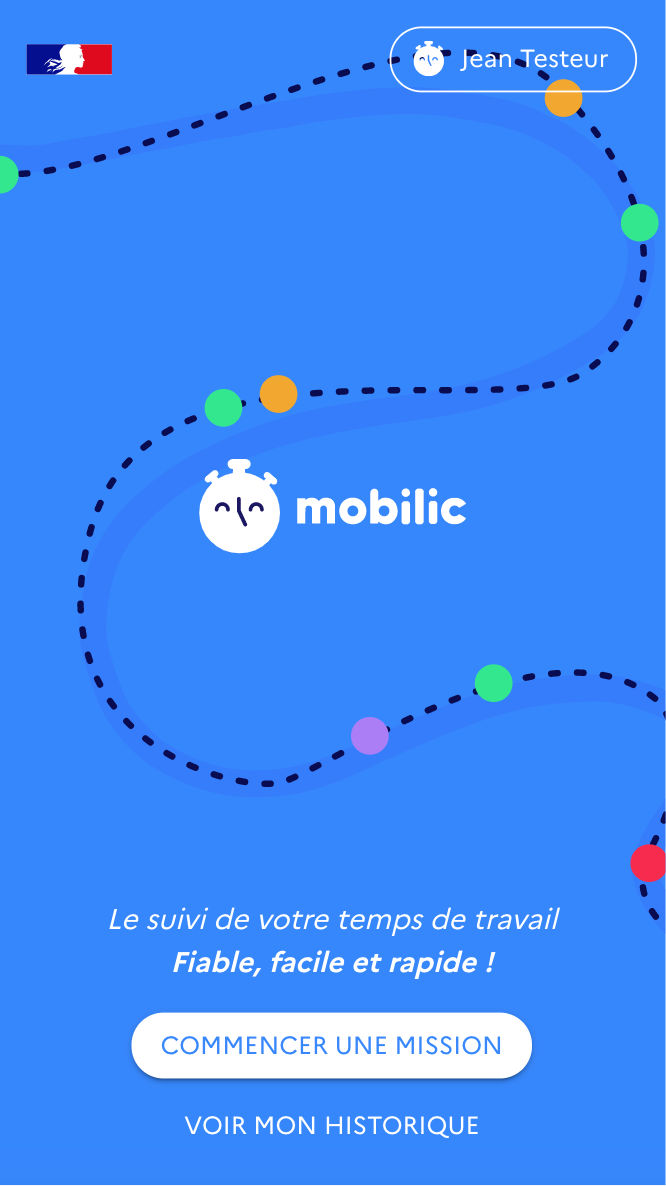 Jean Testeur
mobilic
Le suivi de votre temps de travail
Fiable, facile et rapide !
COMMENCER UNE MISSION
VOIR MON HISTORIQUE